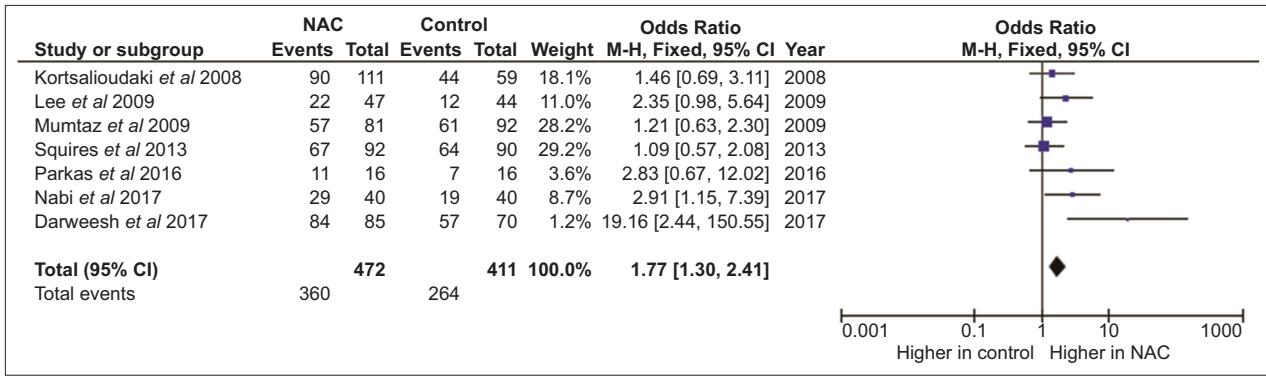 NAC Control Odds Ratio Odds Ratio
Study or subgroup Events Total Events Total Weight M-H, Fixed, 95% CI Year M-H, Fixed, 95% CI
Kortsalioudaki et al 2008 90 111 44 59 18.1% 1.46 [0.69, 3.11] 2008
Lee et al 2009 22 47 12 44 11.0% 2.35 [0.98, 5.64] 2009
Mumtaz et al 2009 57 81 61 92 28.2% 1.21 [0.63, 2.30] 2009
Squires et al 2013 67 92 64 90 29.2% 1.09 [0.57, 2.08] 2013
Parkas et al 2016 11 16 7 16 3.6% 2.83 [0.67, 12.02] 2016
Nabi et al 2017 29 40 19 40 8.7% 2.91 [1.15, 7.39] 2017
Darweesh et al 2017 84 85 57 70 1.2% 19.16 [2.44, 150.55] 2017
Total (95% CI) 472 411 100.0% 1.77 [1.30, 2.41]
Total events 360 264
0.001 0.1 1 10 1000
Higher in control Higher in NAC